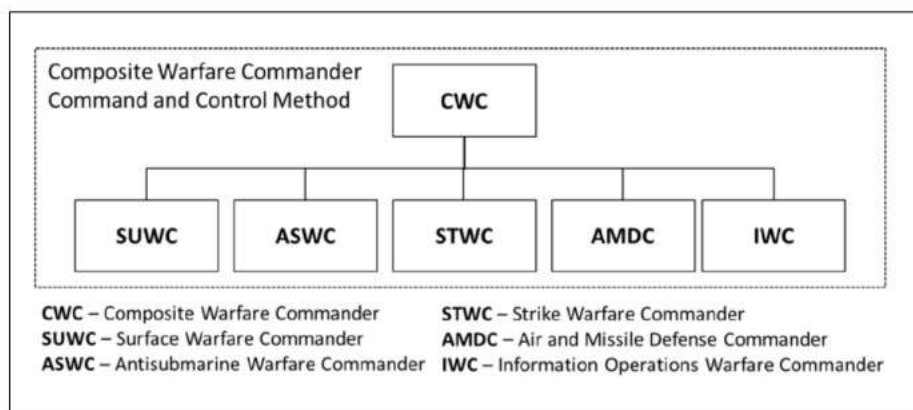 Composite Warfare Commander
Command and Control Method
CWC
SUWC
ASWC
STWC
AMDC
IWC
CWC – Composite Warfare Commander
SUWC – Surface Warfare Commander
ASWC – Antisubmarine Warfare Commander
STWC – Strike Warfare Commander
AMDC – Air and Missile Defense Commander
IWC – Information Operations Warfare Commander